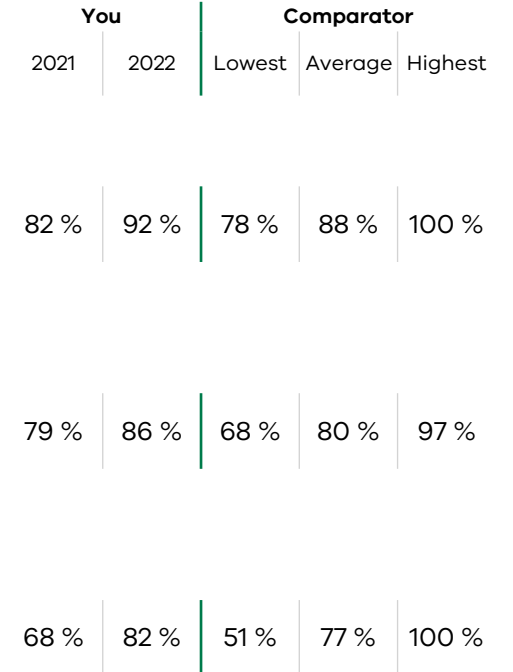 You Comparator
2021 2022 Lowest Average Highest
82 % 92 % 78 % 88 % 100 %
79 % 86 % 68 % 80 % 97 %
68 % 82 % 51 % 77 % 100 %